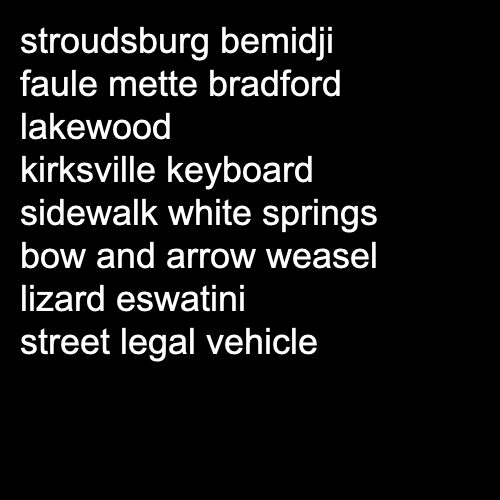 stroudsburg bemidji
faule mette bradford
lakewood
kirksville keyboard
sidewalk white springs
bow and arrow weasel
lizard eswatini
street legal vehicle